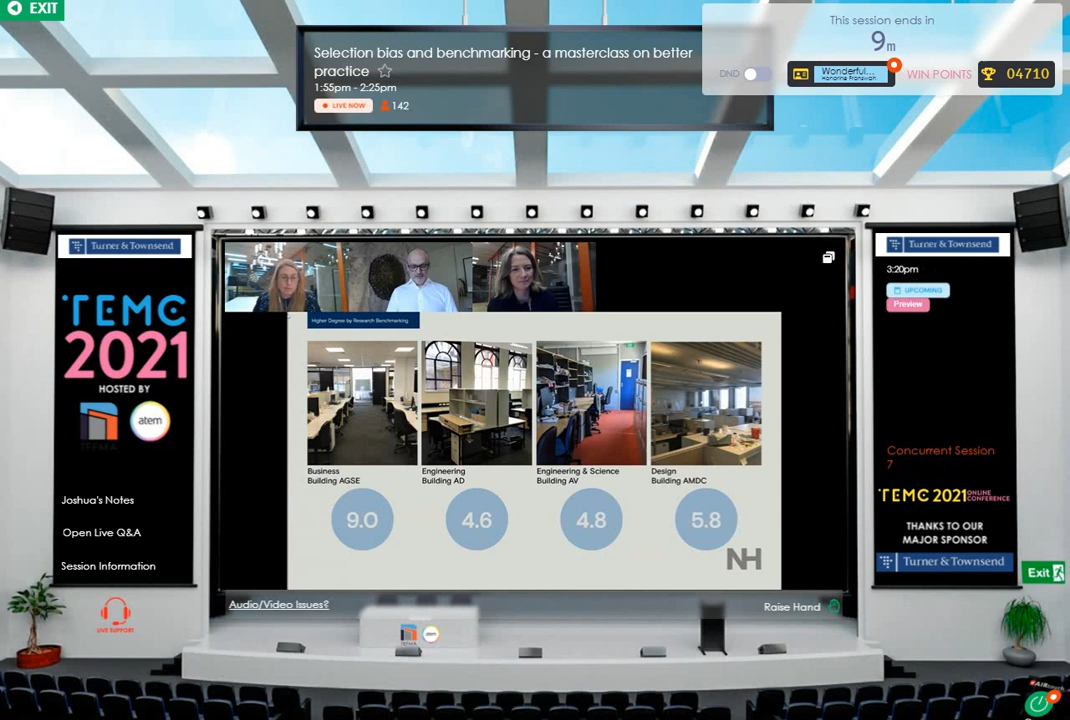 EXIT
Selection bias and benchmarking - a masterclass on better
practice
1:55pm - 2:25pm
LIVE NOW
142
This session ends in
9m
DND
Wonderful...
WIN POINTS
04710
Turner & Townsend
TEMC
2021
HOSTED BY
atem
TEFMA
Joshua's Notes
Open Live Q&A
Session Information
LIVE SUPPORT
Higher Degree by Research Benchmarking
Business
Building AGSE
9.0
Engineering
Building AD
4.6
Engineering & Science
Building AV
4.8
Design
Building AMDC
5.8
NH
Audio/Video Issues?
Raise Hand
TEFMA
atem
Turner & Townsend
3:20pm
UPCOMING
Preview
Concurrent Session
7
TEMC 2021 ONLINE
CONFERENCE
THANKS TO OUR
MAJOR SPONSOR
Turner & Townsend
Exit